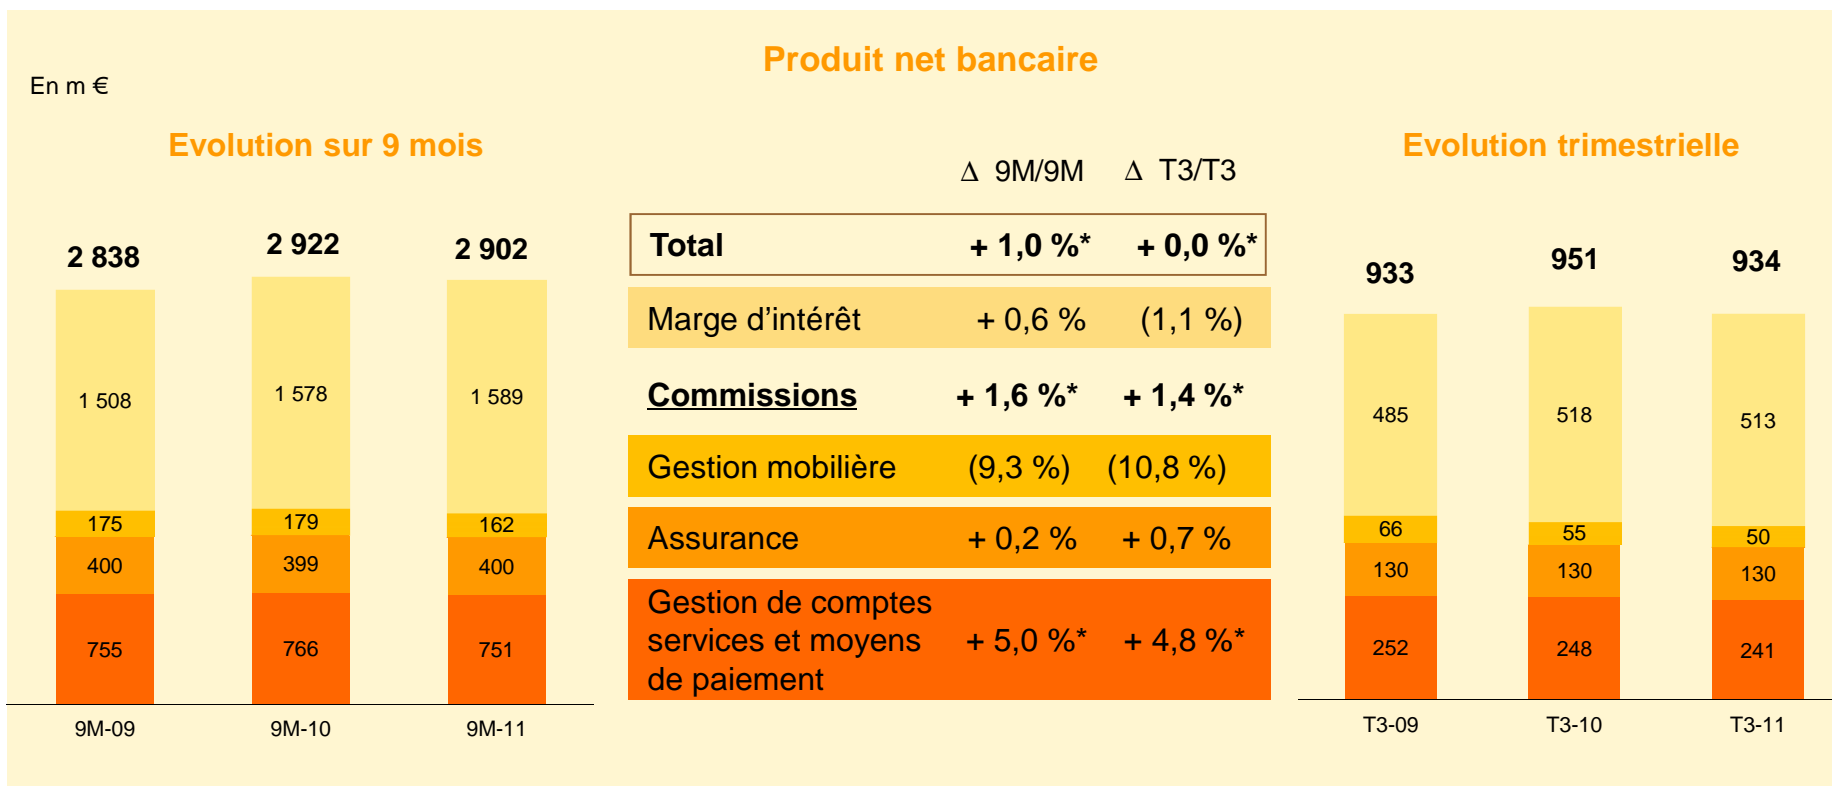 Produit net bancaire
En m €
Evolution sur 9 mois
2 838
2 922
2 902
1 508
1 578
1 589
175
179
162
400
399
400
755
766
751
9M-09
9M-10
9M-11
Δ 9M/9M Δ T3/T3
Total + 1,0 %* + 0,0 %*
Marge d’intérêt + 0,6 % (1,1 %)
Commissions + 1,6 %* + 1,4 %*
Gestion mobilière (9,3 %) (10,8 %)
Assurance + 0,2 % + 0,7 %
Gestion de comptes
services et moyens + 5,0 %* + 4,8 %*
de paiement
Evolution trimestrielle
933
951
934
485
518
513
66
55
50
130
130
130
252
248
241
T3-09
T3-10
T3-11